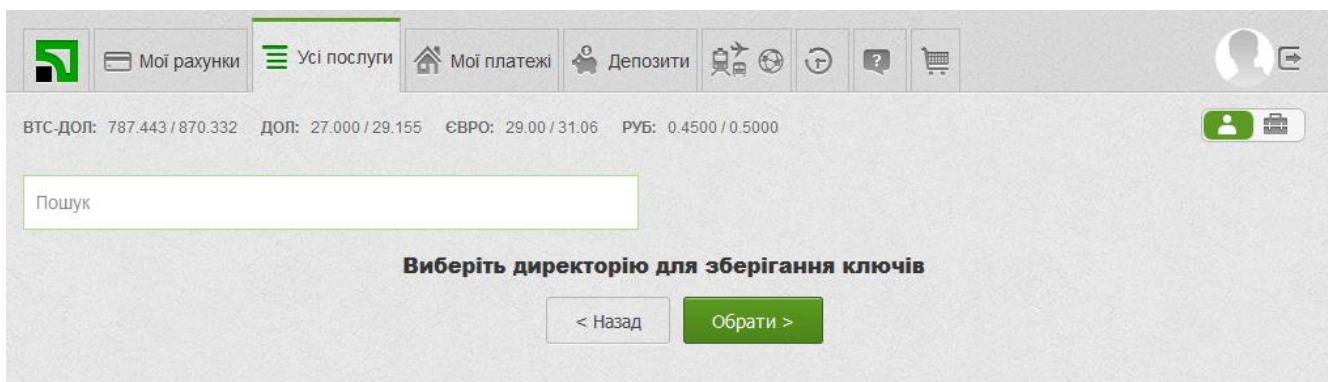 Мої рахунки Усі послуги Мої платежі Депозити
BTC-ДОЛ: 787.443 / 870.332 ДОЛ: 27.000 / 29.155 ЄВРО: 29.00 / 31.06 РУБ: 0.4500 / 0.5000
Пошук
Виберіть директорію для зберігання ключів
< Назад Обрати >